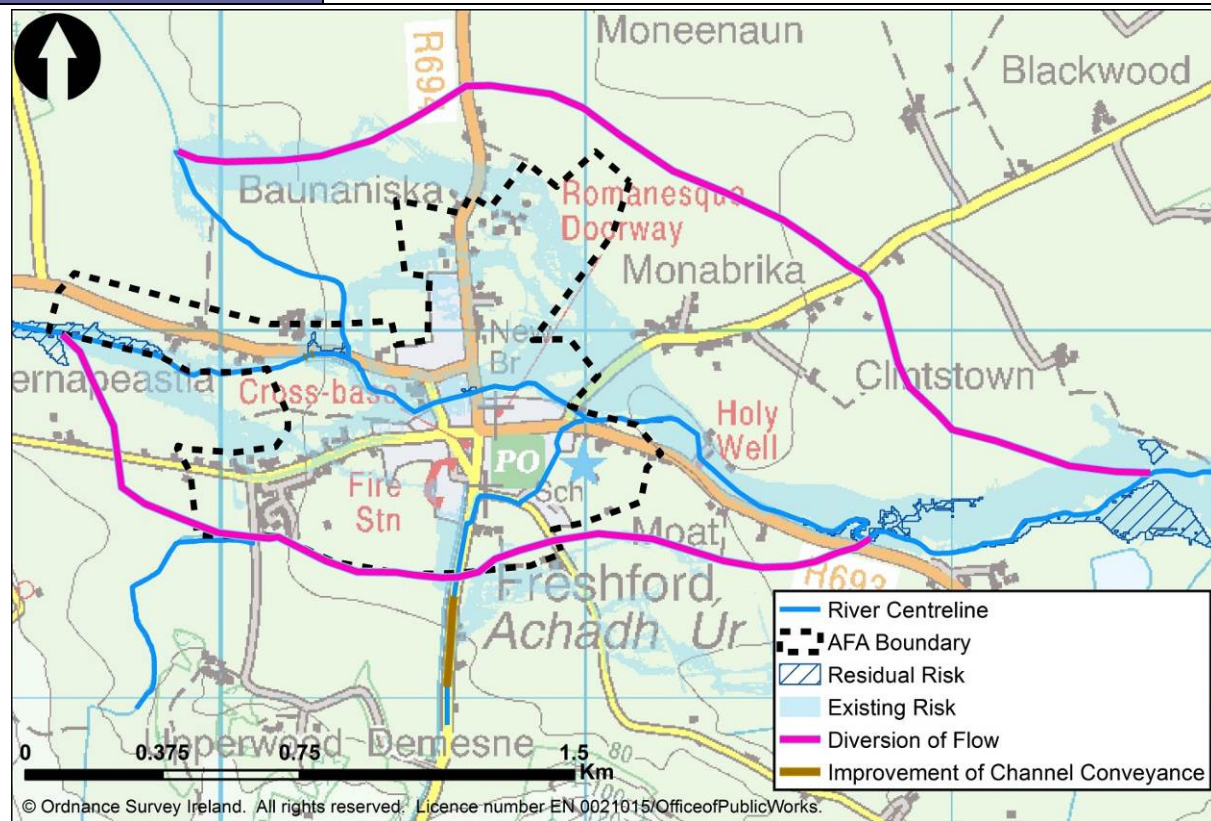 Moneenaun
R694
Blackwood
Baunaniska
Romanesque
Doorway
Monabrika
New
Br
ernapeastia
Cross-base
Clintstown
Holy
Well
PO
Fire
Stn
Sch
Moat
R693
Freshford
Achadh Úr
Upperwood Demesne
80
100
River Centreline
AFA Boundary
Residual Risk
Existing Risk
Diversion of Flow
Improvement of Channel Conveyance
0 0.375 0.75 1.5
Km
© Ordnance Survey Ireland. All rights reserved. Licence number EN 0021015/OfficeofPublicWorks.